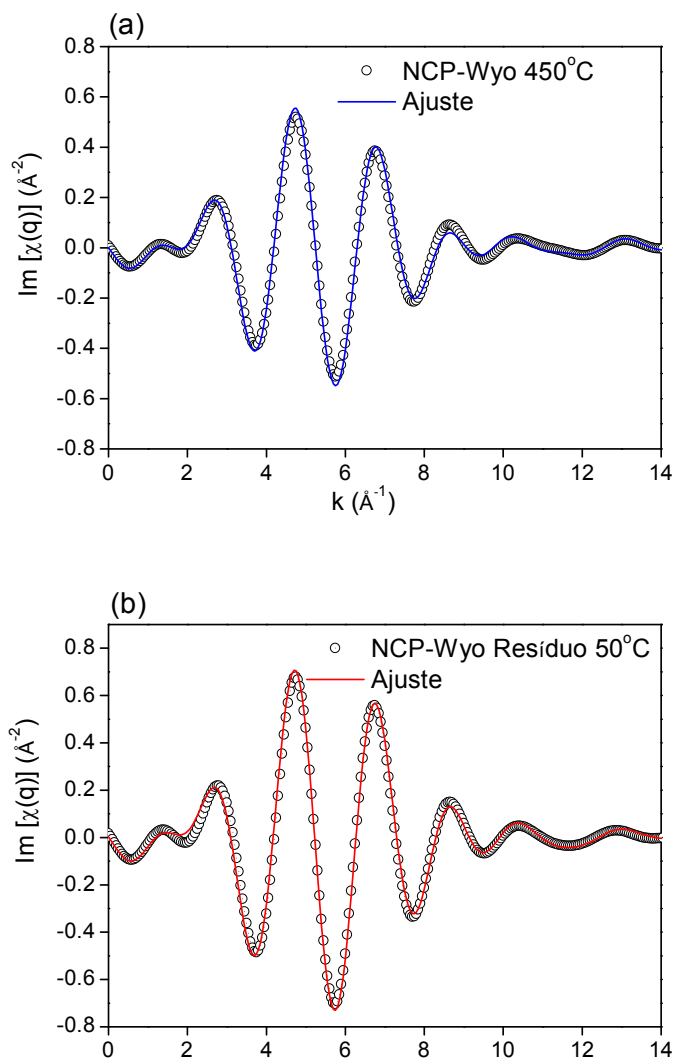 (a)
NCP-Wyo 450°C
Ajuste
0.8
0.6
0.4
0.2
0.0
-0.2
-0.4
-0.6
-0.8
Im [χ(q)] (Å⁻²)
0 2 4 6 8 10 12 14
k (Å⁻¹)
(b)
NCP-Wyo Resíduo 50°C
Ajuste
0.8
0.6
0.4
0.2
0.0
-0.2
-0.4
-0.6
-0.8
Im [χ(q)] (Å⁻²)
0 2 4 6 8 10 12 14